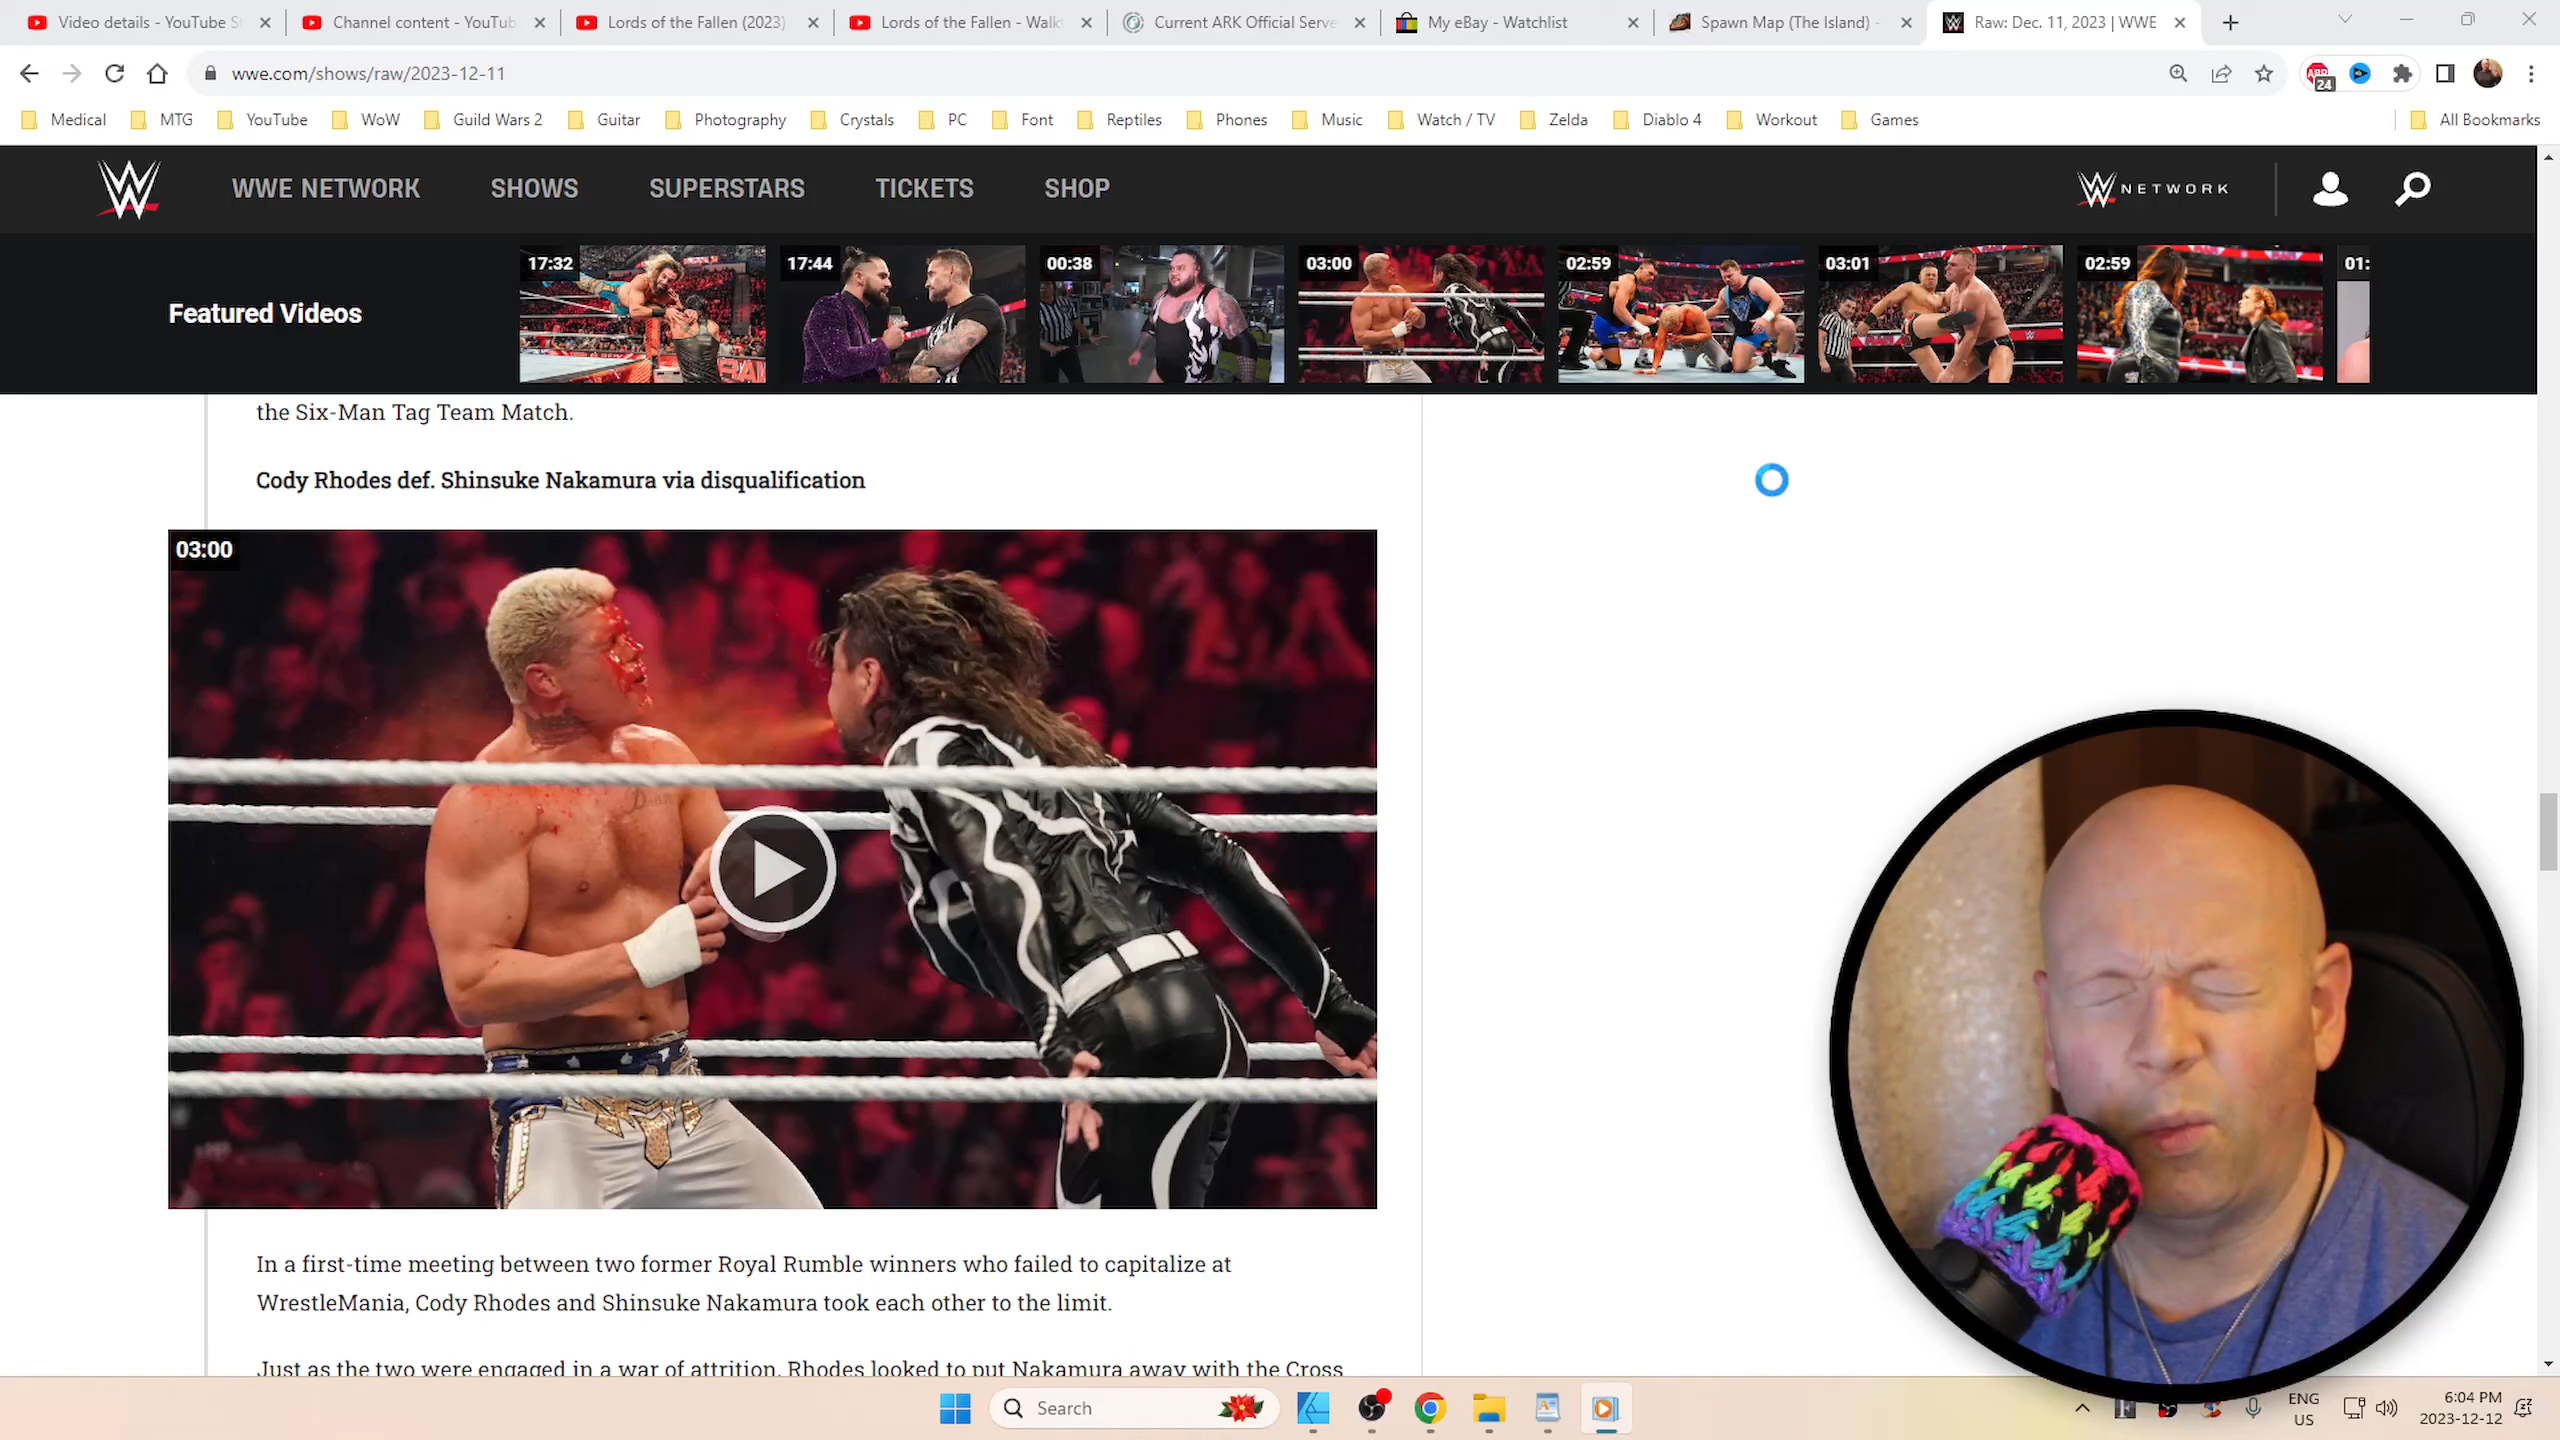 Video details - YouTube S
Channel content - YouTub
Lords of the Fallen (2023)
Lords of the Fallen - Walk
Current ARK Official Serve
My eBay - Watchlist
Spawn Map (The Island) -
Raw: Dec. 11, 2023 | WWE
wwe.com/shows/raw/2023-12-11
24
Medical
MTG
YouTube
WoW
Guild Wars 2
Guitar
Photography
Crystals
PC
Font
Reptiles
Phones
Music
Watch / TV
Zelda
Diablo 4
Workout
Games
All Bookmarks
WWE NETWORK
SHOWS
SUPERSTARS
TICKETS
SHOP
NETWORK
Featured Videos
17:32
17:44
00:38
03:00
02:59
03:01
02:59
01:
the Six-Man Tag Team Match.
Cody Rhodes def. Shinsuke Nakamura via disqualification
03:00
In a first-time meeting between two former Royal Rumble winners who failed to capitalize at
WrestleMania, Cody Rhodes and Shinsuke Nakamura took each other to the limit.
Just as the two were engaged in a war of attrition, Rhodes looked to put Nakamura away with the Cross
Search
ENG
US
6:04 PM
2023-12-12